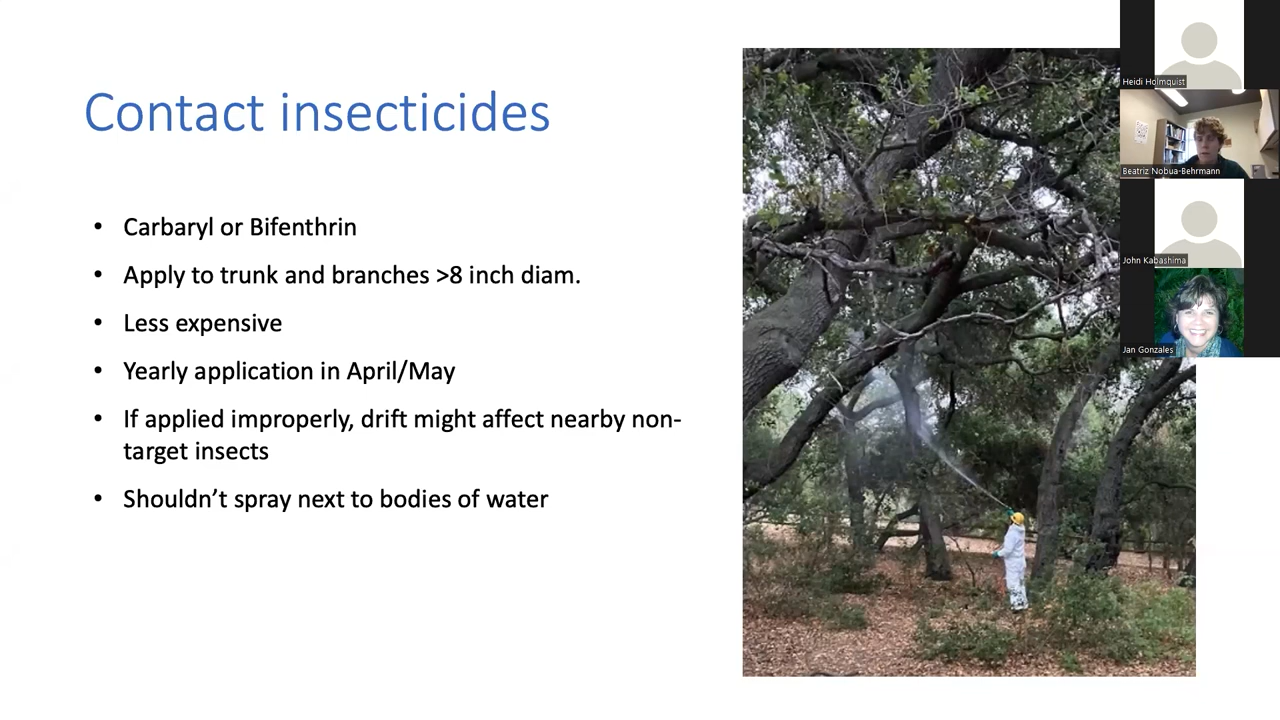 Contact insecticides
• Carbaryl or Bifenthrin
• Apply to trunk and branches >8 inch diam.
• Less expensive
• Yearly application in April/May
• If applied improperly, drift might affect nearby non-
target insects
• Shouldn’t spray next to bodies of water
Heidi Holmquist
Beatriz Nobua-Behrmann
John Kabashima
Jan Gonzales